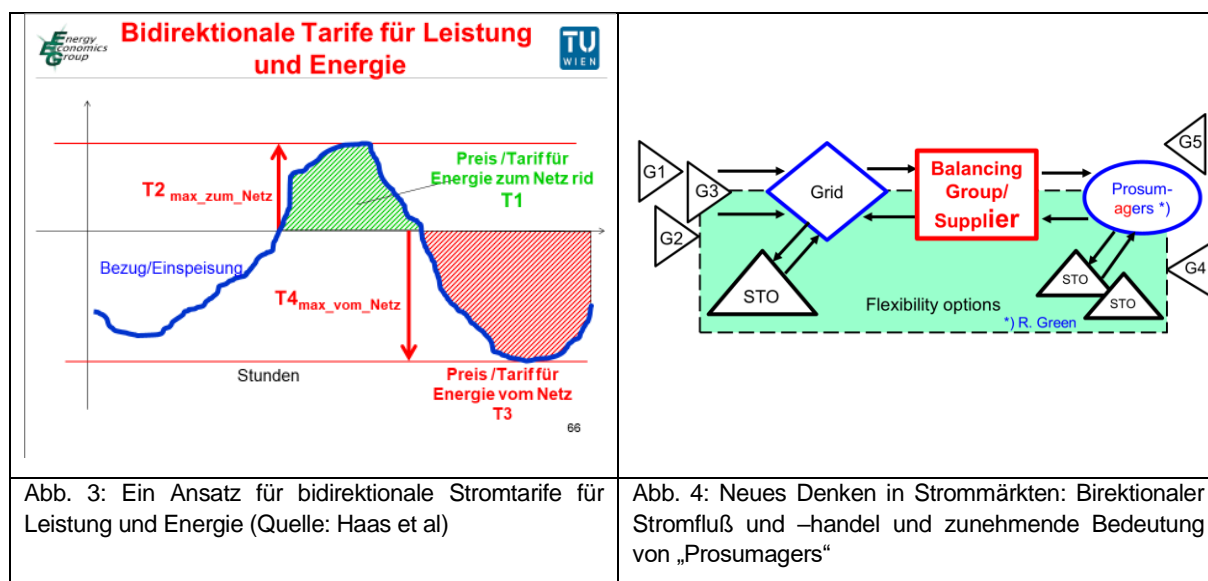 Energy
Economics
Group
Bidirektionale Tarife für Leistung
und Energie
TU
WIEN
T2 max_zum_Netz
Preis /Tarif für
Energie zum Netz rid
T1
Bezug/Einspeisung
T4max_vom_Netz
Stunden
Preis /Tarif für
Energie vom Netz
T3
66
G1
G3
G2
Grid
STO
Balancing
Group/
Supplier
Prosum-
agers *)
G5
G4
STO
STO
Flexibility options
*) R. Green
Abb. 3: Ein Ansatz für bidirektionale Stromtarife für
Leistung und Energie (Quelle: Haas et al)
Abb. 4: Neues Denken in Strommärkten: Birektionaler
Stromfluß und –handel und zunehmende Bedeutung
von „Prosumagers“